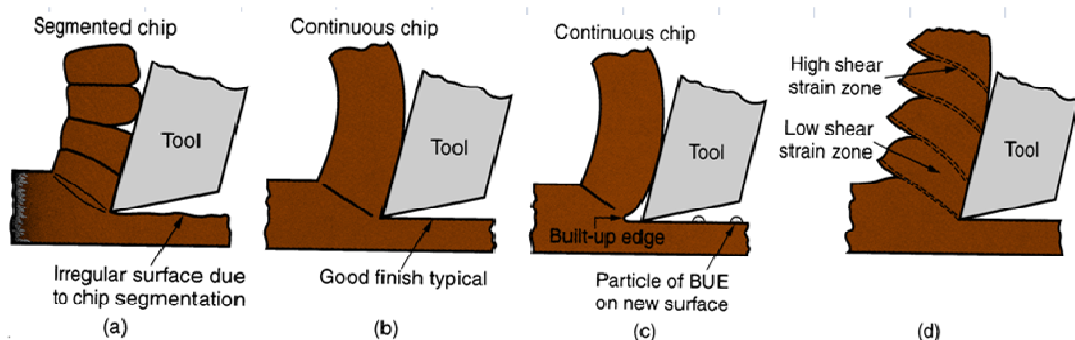 Segmented chip
Tool
Irregular surface due
to chip segmentation
(a)
Continuous chip
Tool
Good finish typical
(b)
Continuous chip
Tool
Built-up edge
Particle of BUE
on new surface
(c)
High shear
strain zone
Low shear
strain zone
Tool
(d)